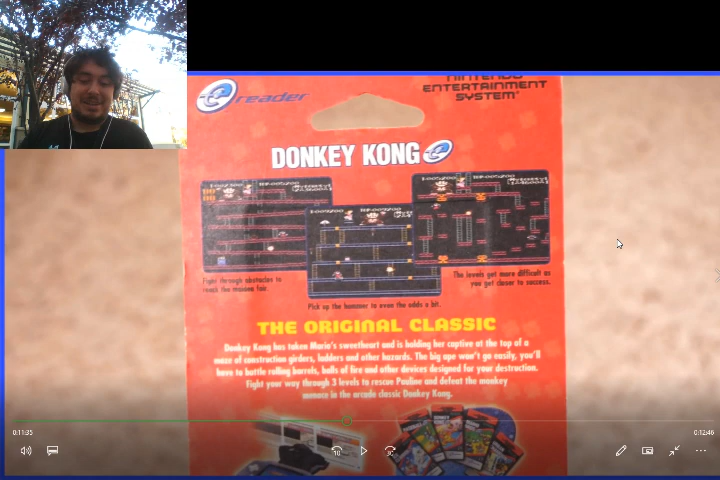 e reader
NINTENDO
ENTERTAINMENT
SYSTEM
DONKEY KONG e
Fight through obstacles to
reach the maiden fair.
Pick up the hammer to even the odds a bit.
The levels get more difficult as
you get closer to success.
THE ORIGINAL CLASSIC
Donkey Kong has taken Mario's sweetheart and is holding her captive at the top of a
maze of construction girders, ladders and other hazards. The big ape won't go easily, you'll
have to battle rolling barrels, balls of fire and other devices designed for your destruction.
Fight your way through 3 levels to rescue Pauline and defeat the monkey
menace in the arcade classic Donkey Kong.
0:11:35
0:12:46
10
30